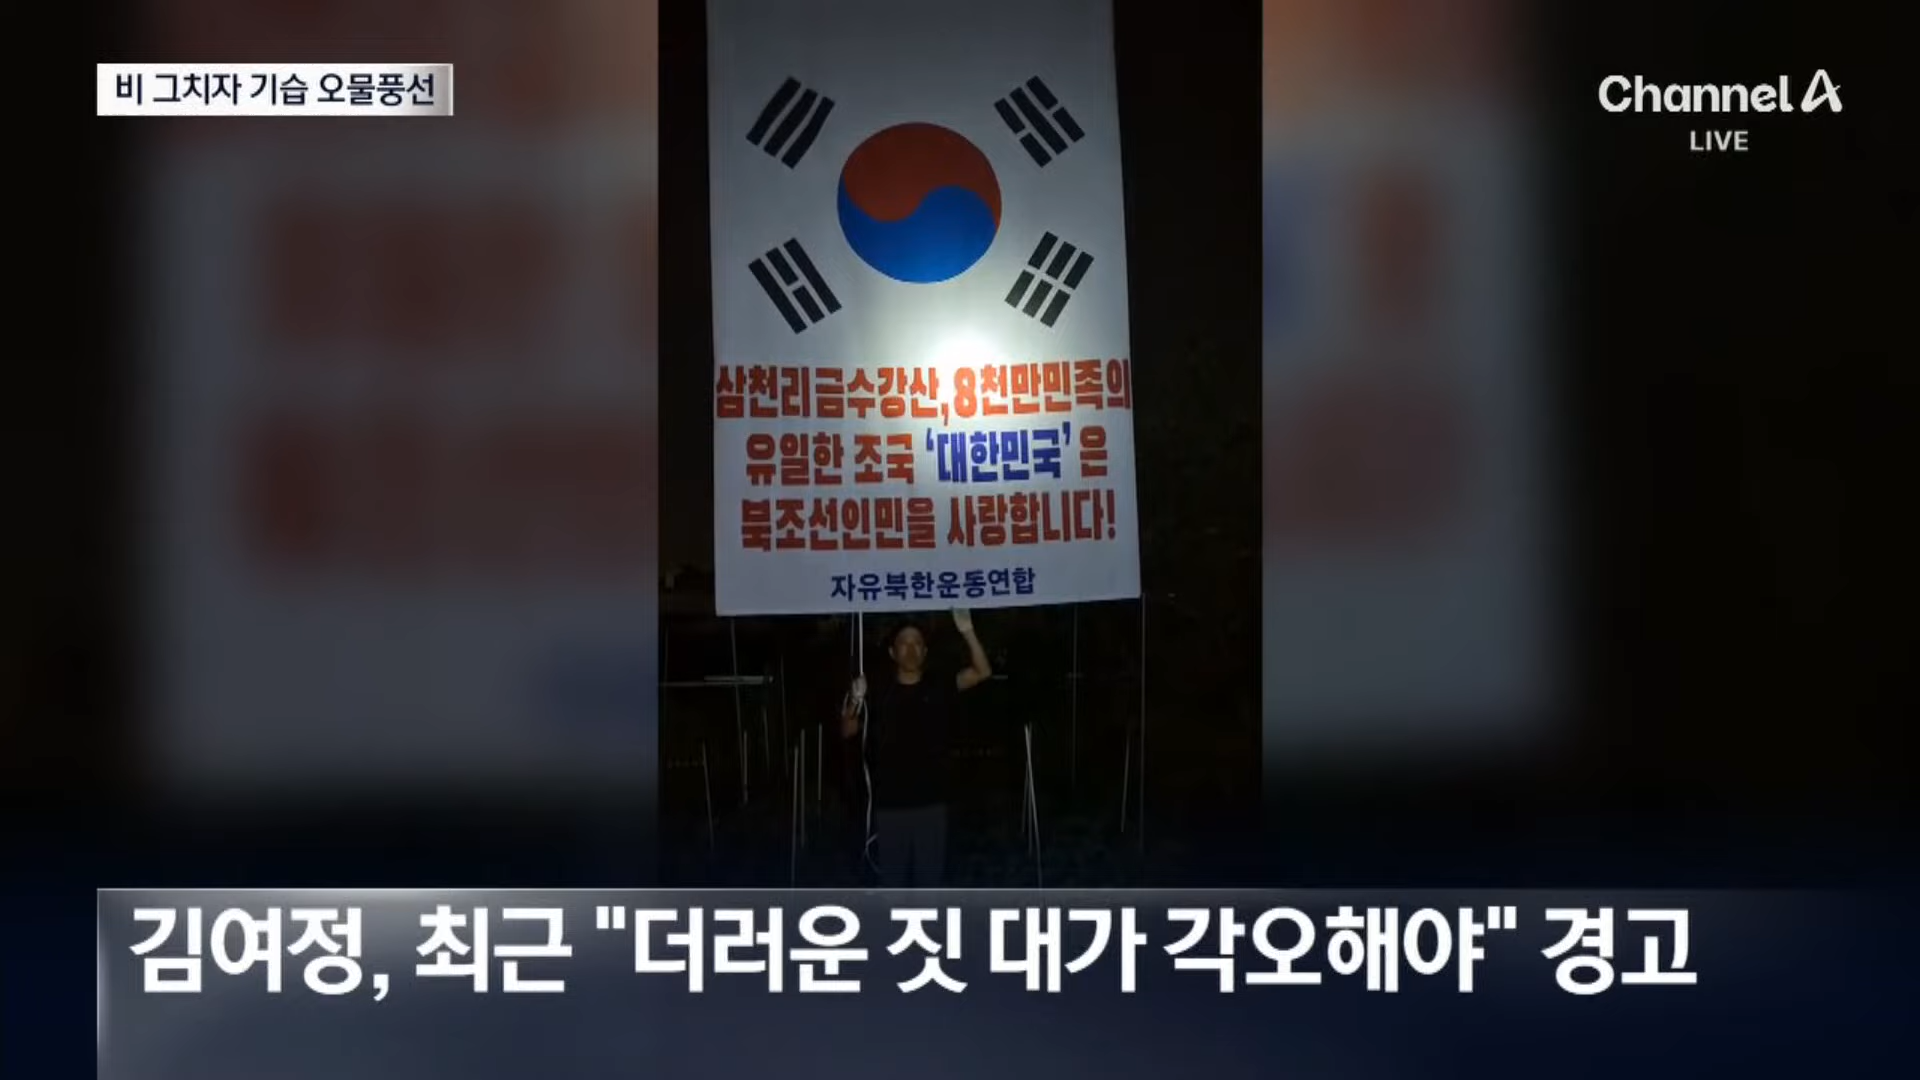 비 그치자 기습 오물풍선
Channel A
LIVE
삼천리금수강산,8천만민족의
유일한 조국 '대한민국'은
북조선인민을 사랑합니다!
자유북한운동연합
김여정, 최근 "더러운 짓 대가 각오해야" 경고